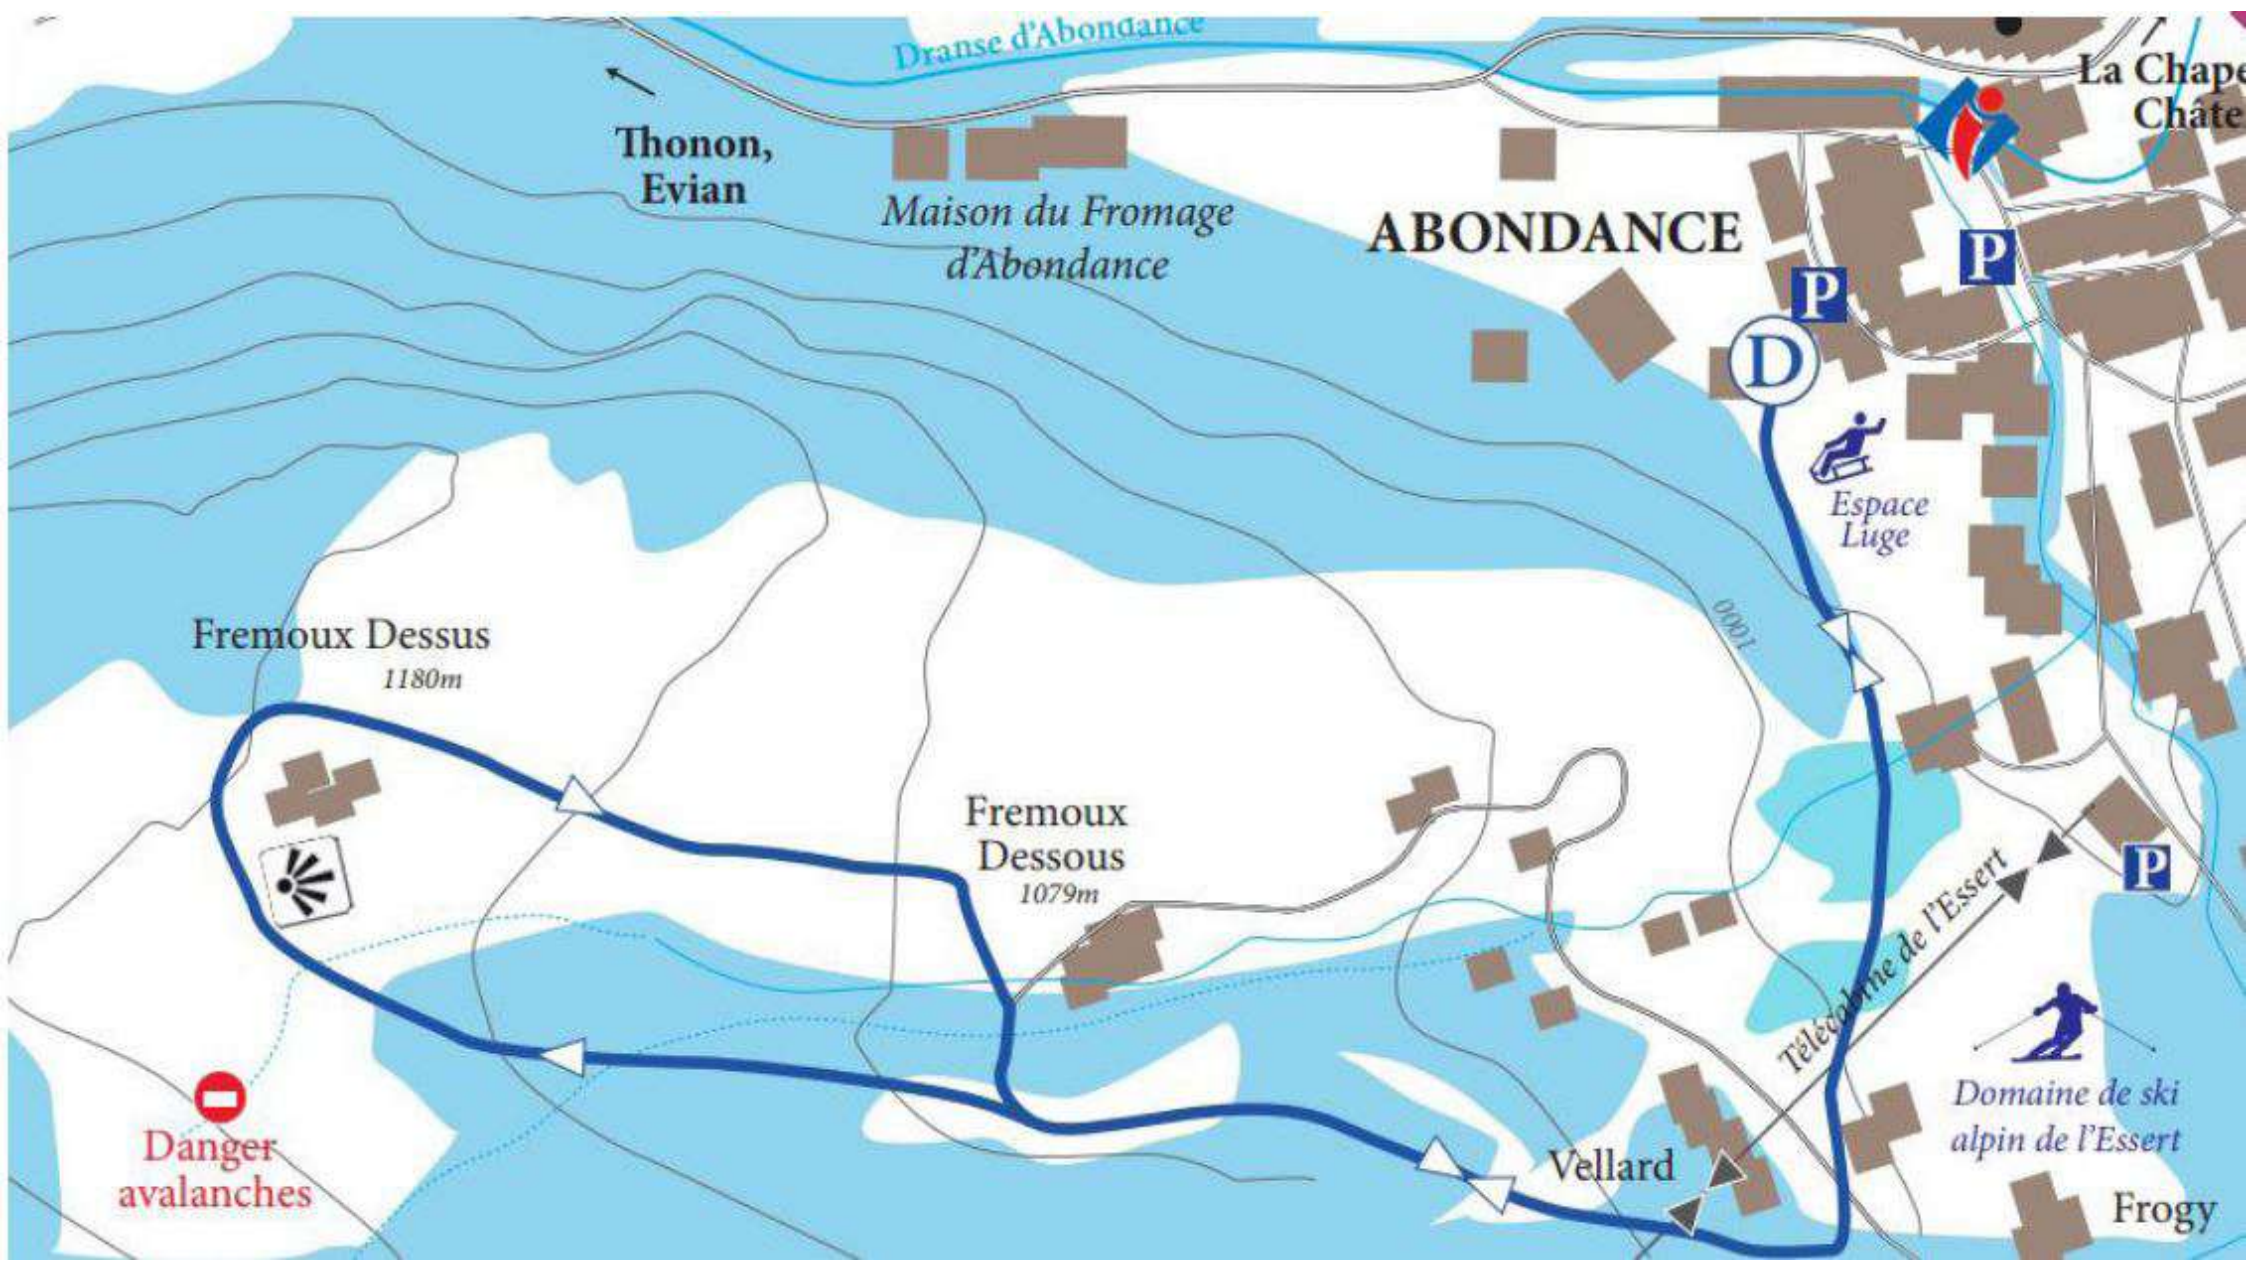 Dranse d'Abondance
La Chape
Châte
Thonon,
Evian
Maison du Fromage
d'Abondance
ABONDANCE
P
P
D
Espace
Luge
1000
Fremoux Dessus
1180m
Fremoux
Dessous
1079m
P
Télécabine de l'Essert
Domaine de ski
alpin de l'Essert
Danger
avalanches
Vellard
Frogy